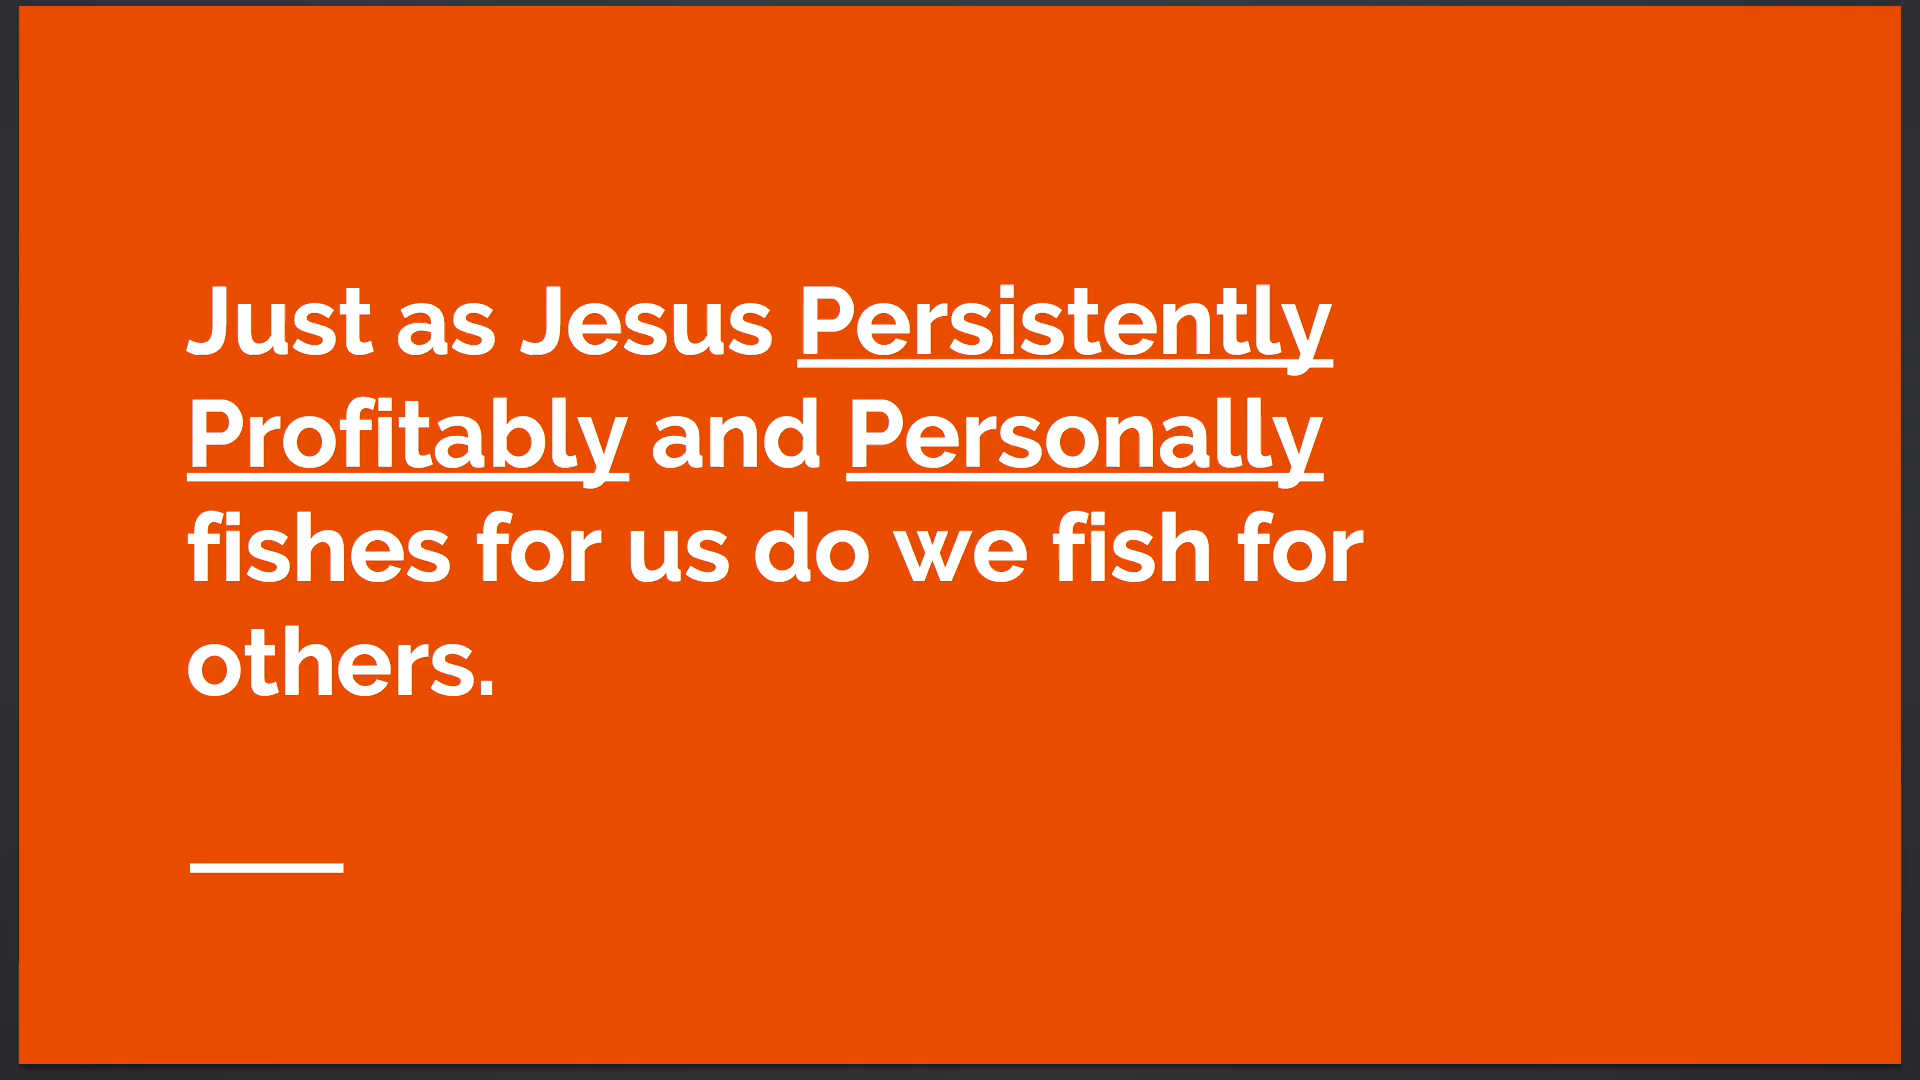 Just as Jesus Persistently
Profitably and Personally
fishes for us do we fish for
others.